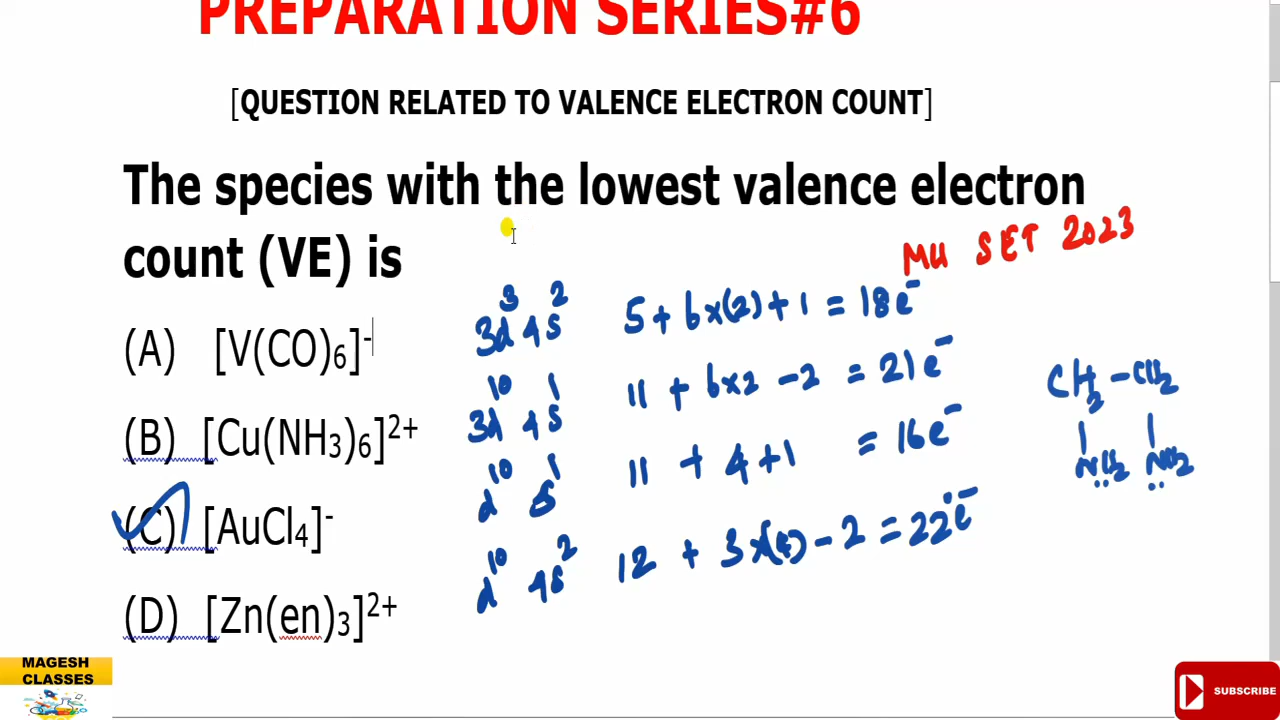 PREPARATION SERIES#6
[QUESTION RELATED TO VALENCE ELECTRON COUNT]
The species with the lowest valence electron
count (VE) is
MU SET 2023
(A) [V(CO)₆]⁻ 3d³ 4s² 5 + 6×(2) + 1 = 18e⁻
(B) [Cu(NH₃)₆]²⁺ 3d¹⁰ 4s¹ 11 + 6×2 − 2 = 21e⁻
(C) [AuCl₄]⁻ d¹⁰ s¹ 11 + 4 + 1 = 16e⁻
(D) [Zn(en)₃]²⁺ d¹⁰ 4s² 12 + 3×(4) − 2 = 22e⁻
CH₂ – CH₂
NH₂ NH₂
MAGESH
CLASSES
SUBSCRIBE